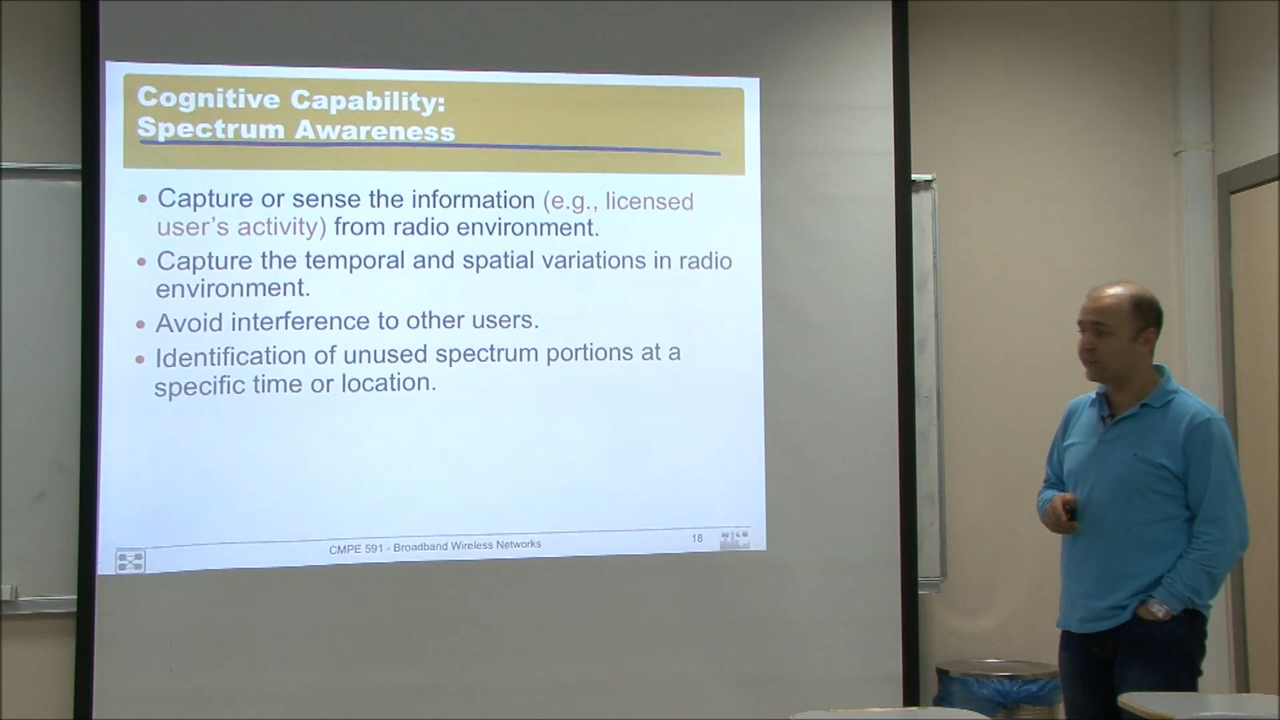 Cognitive Capability:
Spectrum Awareness
• Capture or sense the information (e.g., licensed
user's activity) from radio environment.
• Capture the temporal and spatial variations in radio
environment.
• Avoid interference to other users.
• Identification of unused spectrum portions at a
specific time or location.
CMPE 591 - Broadband Wireless Networks
18